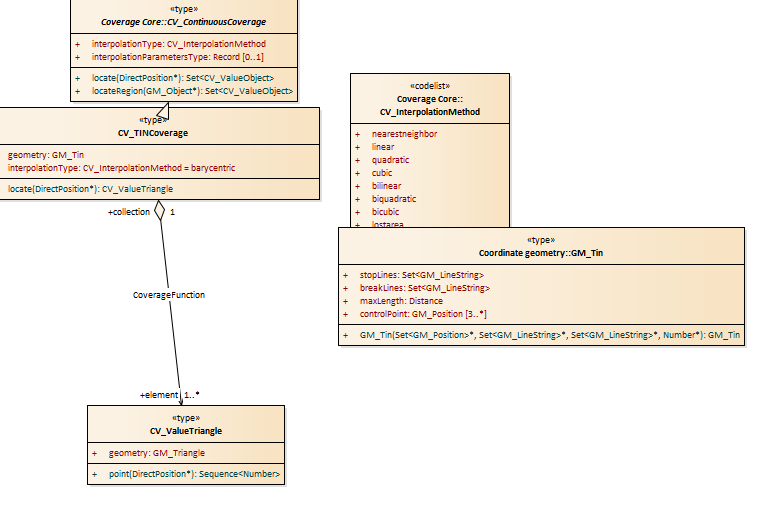 «type»
Coverage Core::CV_ContinuousCoverage
+ interpolationType: CV_InterpolationMethod
+ interpolationParametersType: Record [0..1]
+ locate(DirectPosition*): Set<CV_ValueObject>
+ locateRegion(GM_Object*): Set<CV_ValueObject>
«type»
CV_TINCoverage
geometry: GM_Tin
interpolationType: CV_InterpolationMethod = barycentric
locate(DirectPosition*): CV_ValueTriangle
+collection 1
CoverageFunction
+element 1..*
«type»
CV_ValueTriangle
+ geometry: GM_Triangle
+ point(DirectPosition*): Sequence<Number>
«codelist»
Coverage Core::
CV_InterpolationMethod
+ nearestneighbor
+ linear
+ quadratic
+ cubic
+ bilinear
+ biquadratic
+ bicubic
+ lostarea
«type»
Coordinate geometry::GM_Tin
+ stopLines: Set<GM_LineString>
+ breakLines: Set<GM_LineString>
+ maxLength: Distance
+ controlPoint: GM_Position [3..*]
+ GM_Tin(Set<GM_Position>*, Set<GM_LineString>*, Set<GM_LineString>*, Number*): GM_Tin